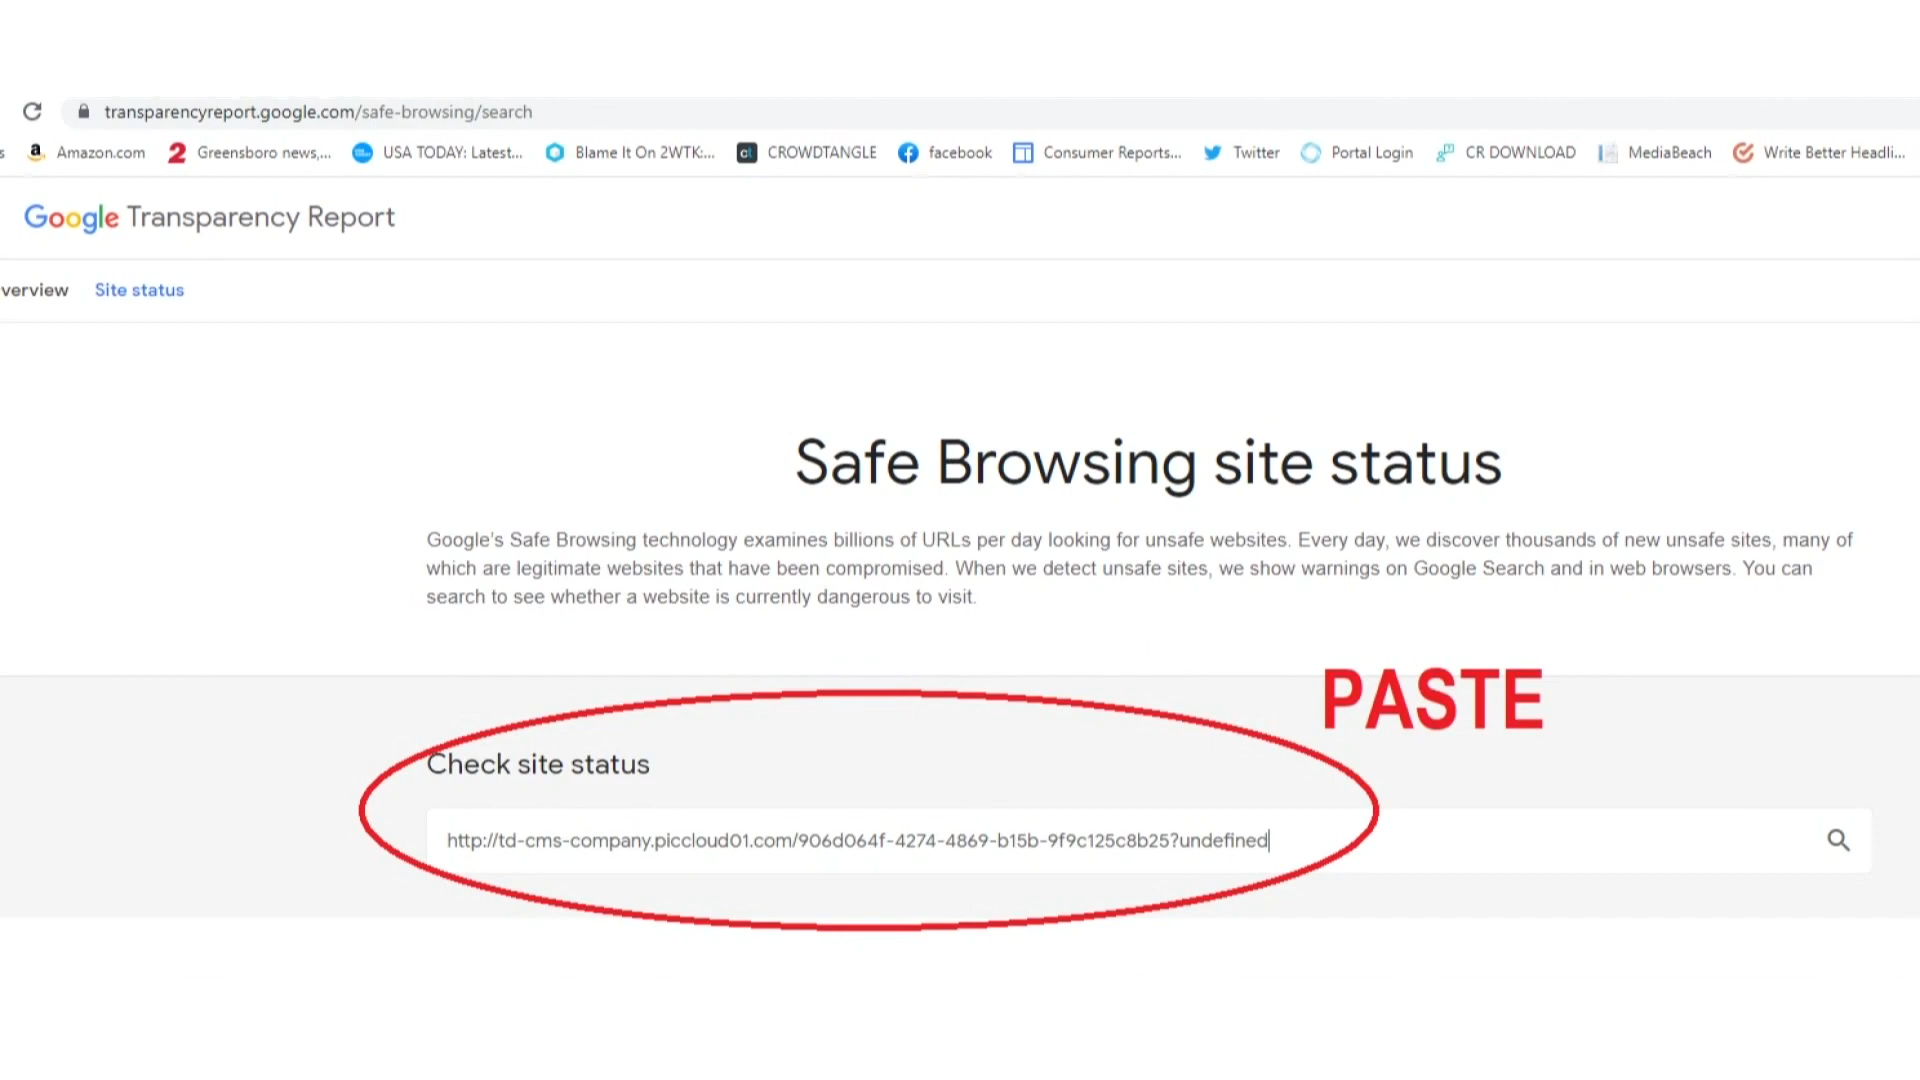 transparencyreport.google.com/safe-browsing/search
s a Amazon.com 2 Greensboro news,... USA TODAY: Latest... Blame It On 2WTK:... ct CROWDTANGLE facebook Consumer Reports... Twitter Portal Login CR DOWNLOAD MediaBeach Write Better Headli...
Google Transparency Report
verview Site status
Safe Browsing site status
Google's Safe Browsing technology examines billions of URLs per day looking for unsafe websites. Every day, we discover thousands of new unsafe sites, many of
which are legitimate websites that have been compromised. When we detect unsafe sites, we show warnings on Google Search and in web browsers. You can
search to see whether a website is currently dangerous to visit.
PASTE
Check site status
http://td-cms-company.piccloud01.com/906d064f-4274-4869-b15b-9f9c125c8b25?undefined